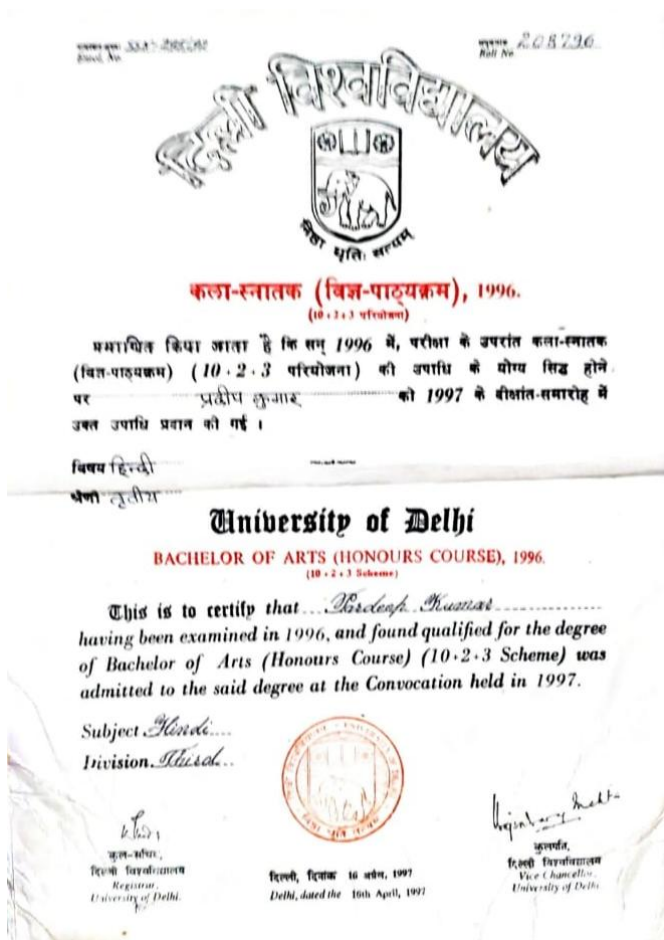 नामांकन-क्रम
Enrol. No.
अनुक्रमांक 208796
Roll No.
दिल्ली विश्वविद्यालय
निष्ठा धृतिः सत्यम्
कला-स्नातक (विज्ञ-पाठ्यक्रम), 1996.
(10+2+3 परियोजना)
प्रमाणित किया जाता है कि सन् 1996 में, परीक्षा के उपरांत कला-स्नातक
(विज्ञ-पाठ्यक्रम) (10+2+3 परियोजना) की उपाधि के योग्य सिद्ध होने
पर प्रदीप कुमार को 1997 के दीक्षांत-समारोह में
उक्त उपाधि प्रदान की गई ।
विषय हिन्दी
श्रेणी तृतीय
University of Delhi
BACHELOR OF ARTS (HONOURS COURSE), 1996.
(10+2+3 Scheme)
This is to certify that Pardeep Kumar
having been examined in 1996, and found qualified for the degree
of Bachelor of Arts (Honours Course) (10+2+3 Scheme) was
admitted to the said degree at the Convocation held in 1997.
Subject Hindi
Division Third
कुल-सचिव,
दिल्ली विश्वविद्यालय
Registrar,
University of Delhi.
दिल्ली, दिनांक 16 अप्रैल, 1997
Delhi, dated the 16th April, 1997
कुलपति,
दिल्ली विश्वविद्यालय
Vice Chancellor,
University of Delhi